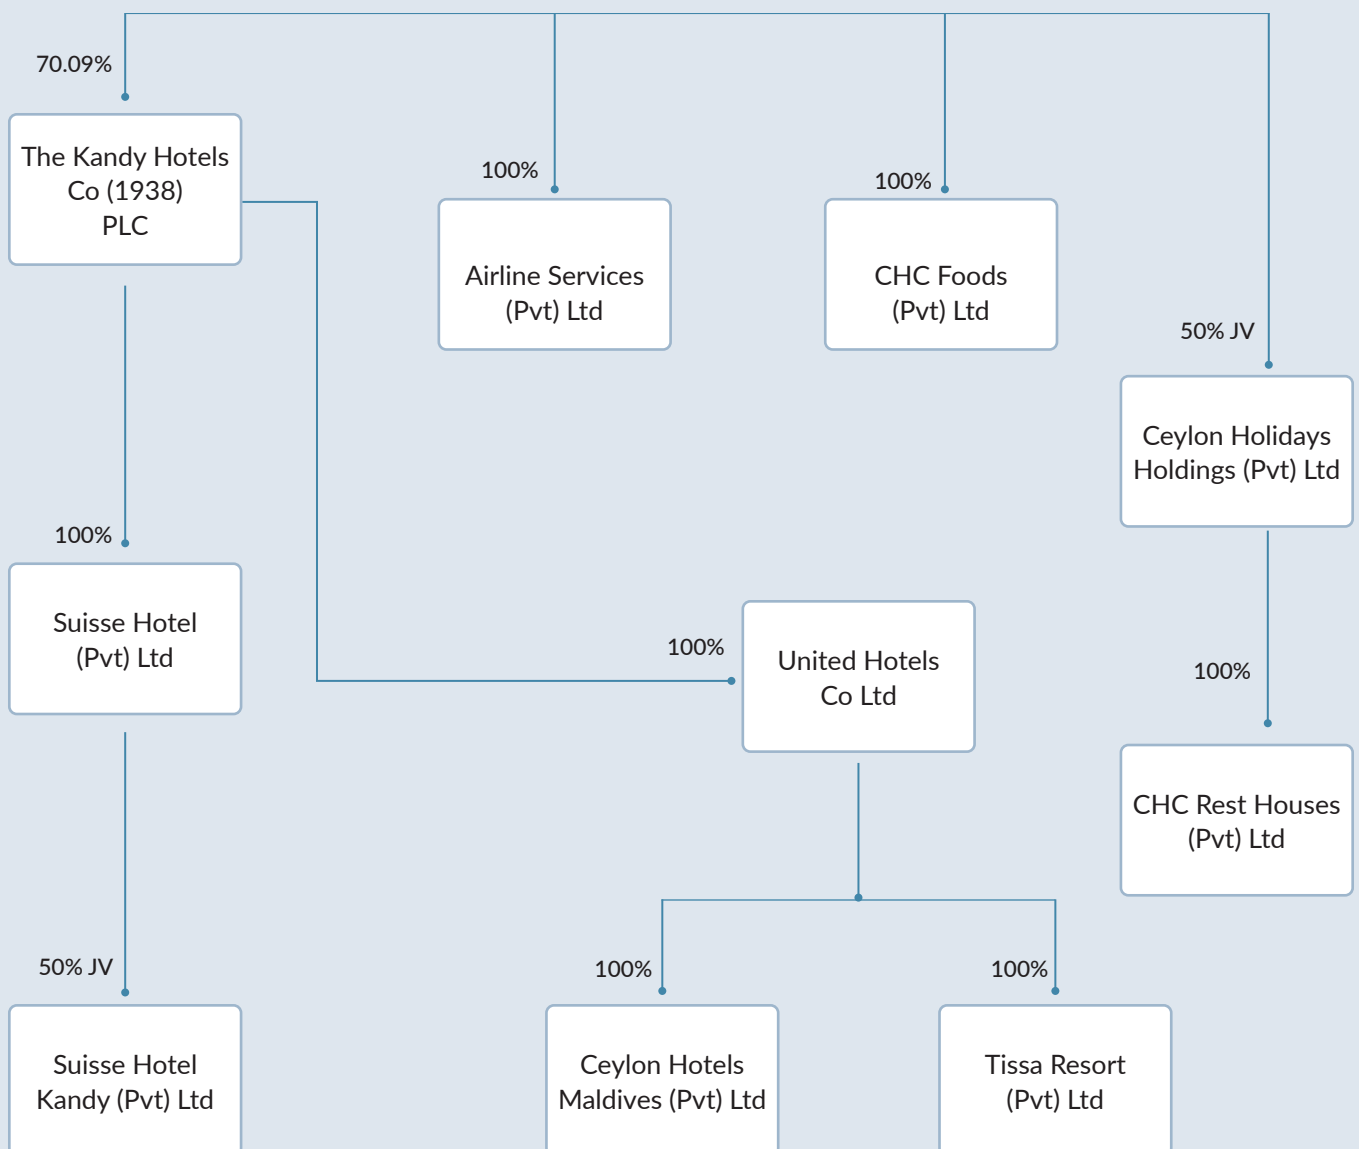 70.09%
The Kandy Hotels
Co (1938)
PLC
100%
Airline Services
(Pvt) Ltd
100%
CHC Foods
(Pvt) Ltd
50% JV
Ceylon Holidays
Holdings (Pvt) Ltd
100%
Suisse Hotel
(Pvt) Ltd
100%
United Hotels
Co Ltd
100%
CHC Rest Houses
(Pvt) Ltd
50% JV
Suisse Hotel
Kandy (Pvt) Ltd
100%
Ceylon Hotels
Maldives (Pvt) Ltd
100%
Tissa Resort
(Pvt) Ltd